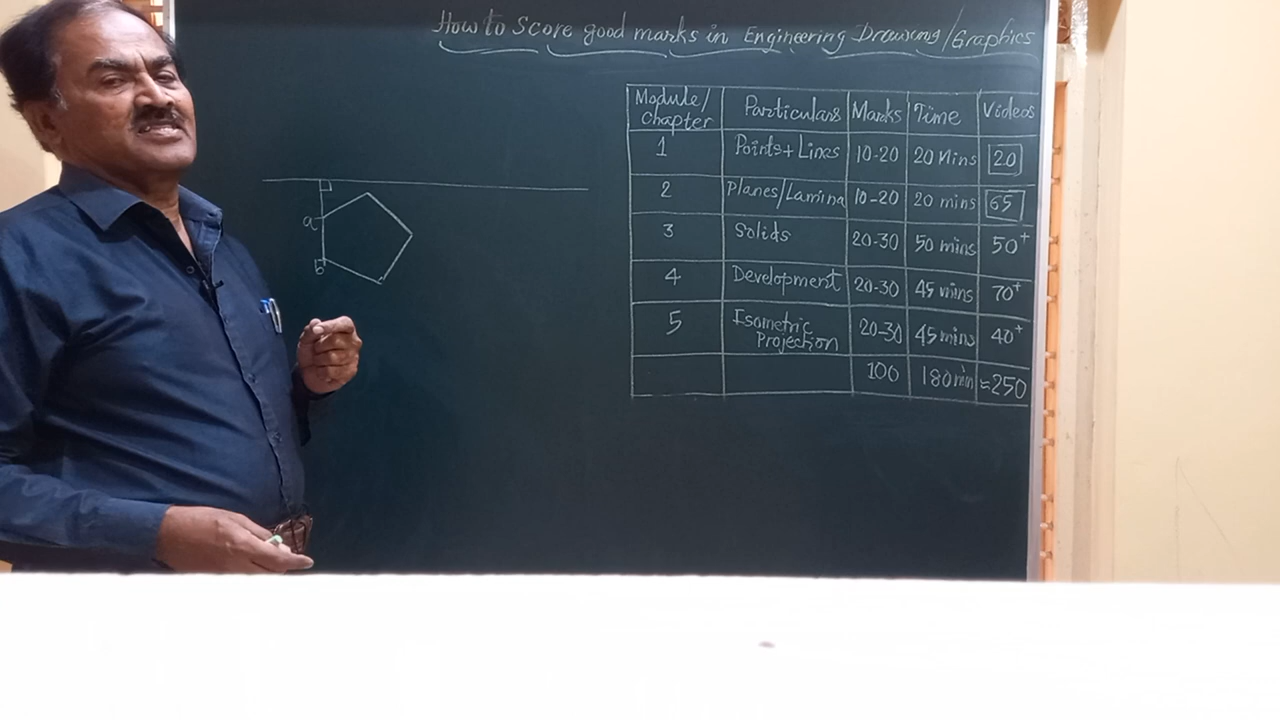 How to Score good marks in Engineering Drawing/Graphics
Module/ Chapter Particulars Marks Time Videos
1 Points+Lines 10-20 20 Mins 20
2 Planes/Lamina 10-20 20 mins 65
3 Solids 20-30 50 mins 50+
4 Development 20-30 45 mins 70+
5 Isometric Projection 20-30 45 mins 40+
100 180 min ≈250
a
b